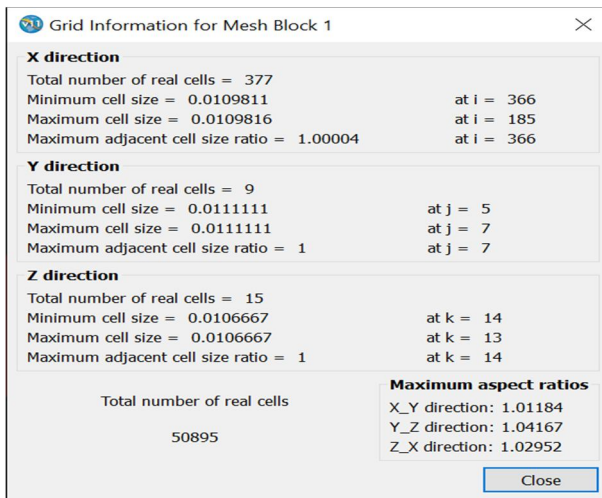 Grid Information for Mesh Block 1
X direction
Total number of real cells = 377
Minimum cell size = 0.0109811 at i = 366
Maximum cell size = 0.0109816 at i = 185
Maximum adjacent cell size ratio = 1.00004 at i = 366
Y direction
Total number of real cells = 9
Minimum cell size = 0.0111111 at j = 5
Maximum cell size = 0.0111111 at j = 7
Maximum adjacent cell size ratio = 1 at j = 7
Z direction
Total number of real cells = 15
Minimum cell size = 0.0106667 at k = 14
Maximum cell size = 0.0106667 at k = 13
Maximum adjacent cell size ratio = 1 at k = 14
Total number of real cells
50895
Maximum aspect ratios
X_Y direction: 1.01184
Y_Z direction: 1.04167
Z_X direction: 1.02952
Close